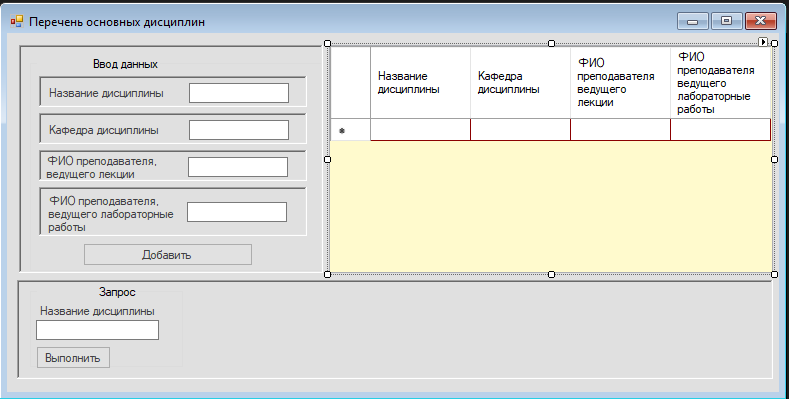 Перечень основных дисциплин
Ввод данных
Название дисциплины
Кафедра дисциплины
ФИО преподавателя,
ведущего лекции
ФИО преподавателя,
ведущего лабораторные
работы
Добавить
Название
дисциплины
Кафедра
дисциплины
ФИО
преподавателя
ведущего
лекции
ФИО
преподавателя
ведущего
лабораторные
работы
Запрос
Название дисциплины
Выполнить